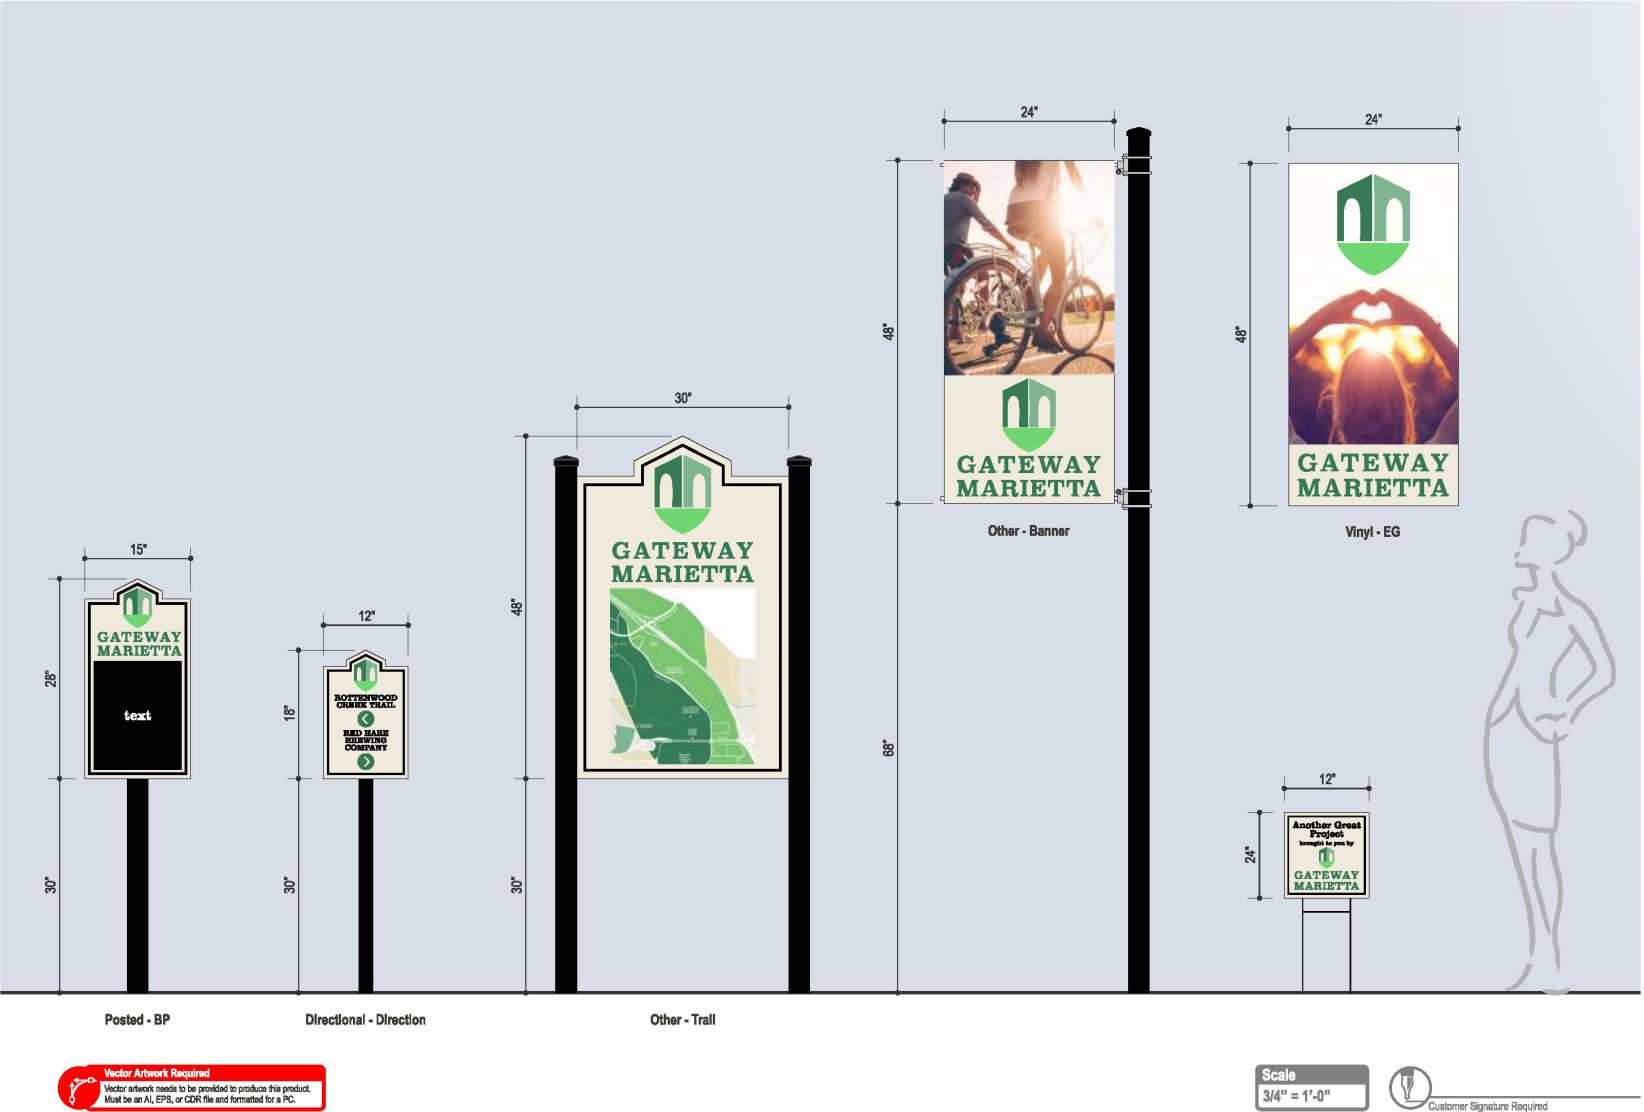 24"
24"
48"
48"
GATEWAY
MARIETTA
GATEWAY
MARIETTA
Other - Banner
Vinyl - EG
30"
48"
GATEWAY
MARIETTA
30"
Other - Trail
15"
28"
GATEWAY
MARIETTA
text
30"
Posted - BP
12"
18"
ROTTENWOOD
CREEK TRAIL
RED HARE
BREWING
COMPANY
30"
Directional - Direction
68"
12"
24"
Another Great
Project
brought to you by
GATEWAY
MARIETTA
Vector Artwork Required
Vector artwork needs to be provided to produce this product.
Must be an AI, EPS, or CDR file and formatted for a PC.
Scale
3/4" = 1'-0"
Customer Signature Required